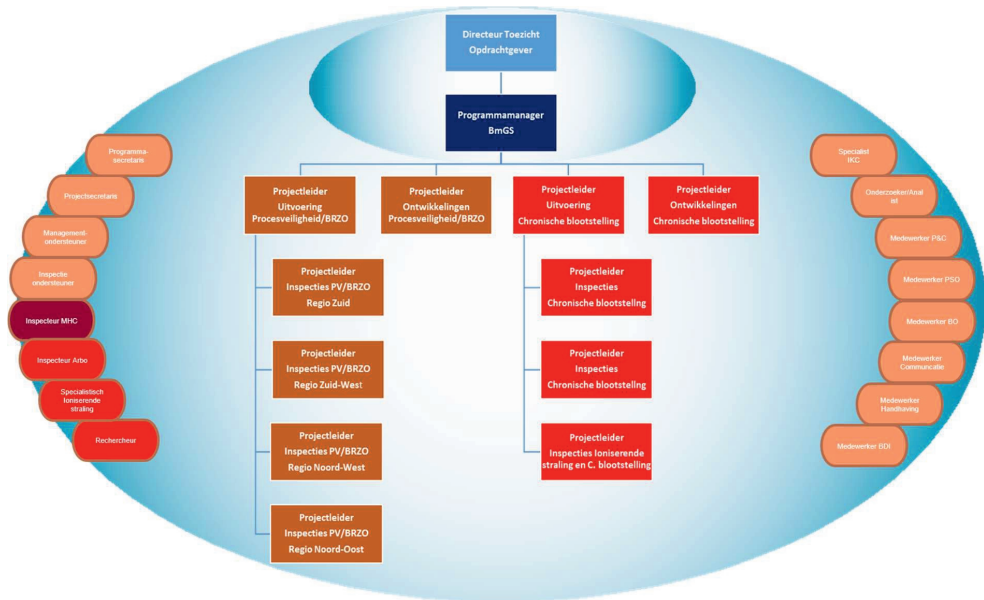 Directeur Toezicht
Opdrachtgever
Programmamanager
BmGS
Projectleider
Uitvoering
Procesveiligheid/BRZO
Projectleider
Ontwikkelingen
Procesveiligheid/BRZO
Projectleider
Uitvoering
Chronische blootstelling
Projectleider
Ontwikkelingen
Chronische blootstelling
Projectleider
Inspecties PV/BRZO
Regio Zuid
Projectleider
Inspecties PV/BRZO
Regio Zuid-West
Projectleider
Inspecties PV/BRZO
Regio Noord-West
Projectleider
Inspecties PV/BRZO
Regio Noord-Oost
Projectleider
Inspecties
Chronische blootsteling
Projectleider
Inspecties
Chronische blootstellng
Projectleider
Inspecties Ioniserende
straling en C. blootstelling
Programma-
secretaris
Projectsecretaris
Management-
ondersteuner
Inspectie
ondersteuner
Inspecteur MHC
Inspecteur Arbo
Specialistisch
Ioniserende
straling
Rechercheur
Specialist
IKC
Onderzoeker/Anal
ist
Medewerker P&C
Medewerker PSO
Medewerker BO
Medewerker
Communcatie
Medewerker
Handhaving
Medewerker BDI